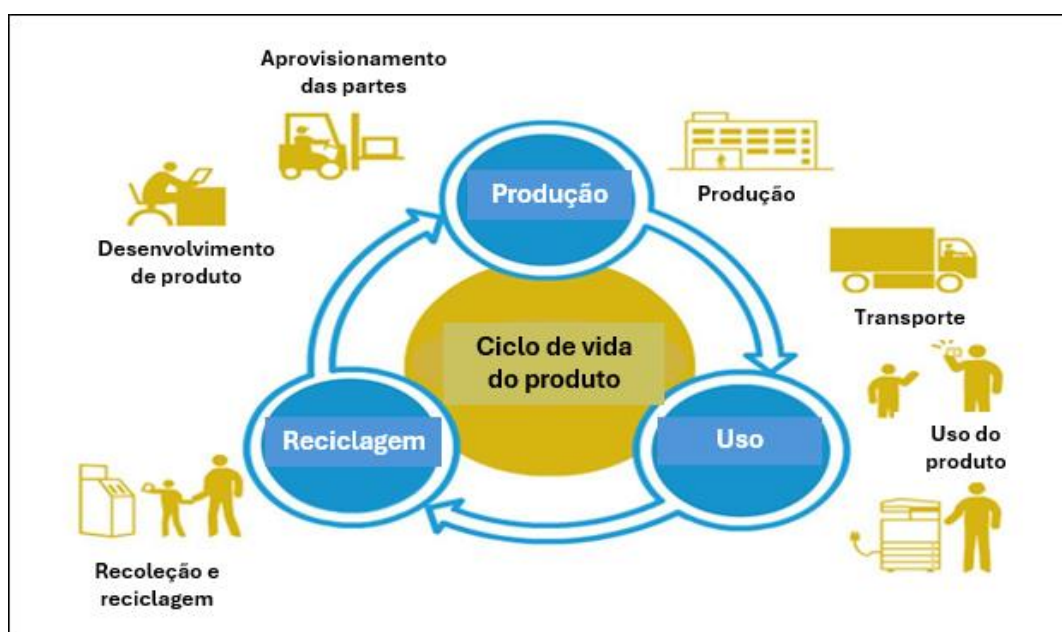 Aprovisionamento
das partes
Produção
Produção
Desenvolvimento
de produto
Transporte
Ciclo de vida
do produto
Reciclagem
Uso
Uso do
produto
Recoleção e
reciclagem